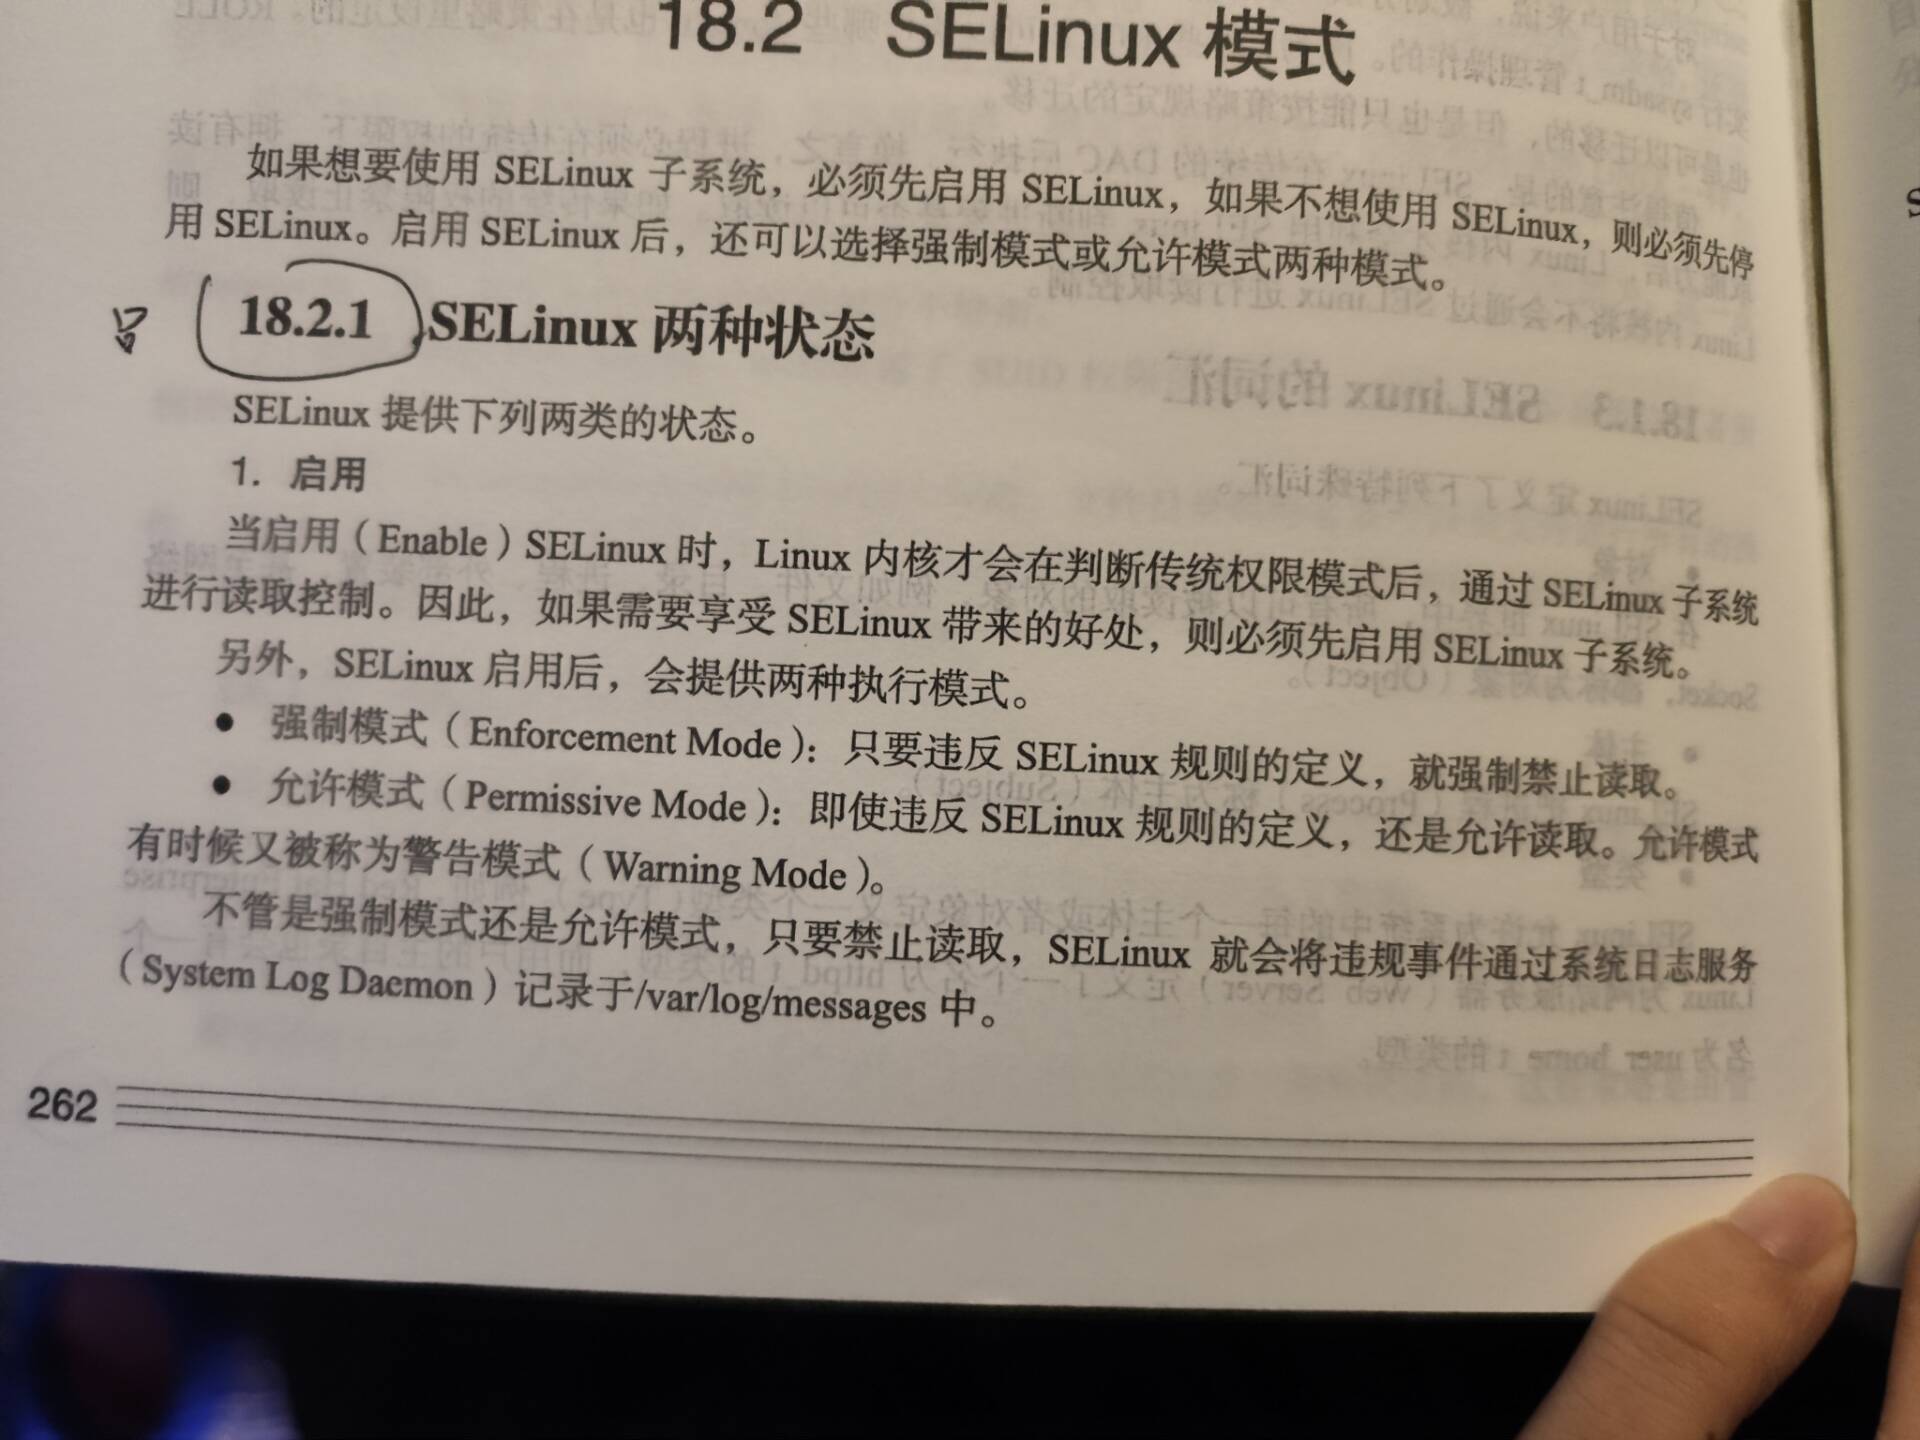 18.2 SELinux 模式
如果想要使用 SELinux 子系统，必须先启用 SELinux，如果不想使用 SELinux，则必须先停
用 SELinux。启用 SELinux 后，还可以选择强制模式或允许模式两种模式。
18.2.1 SELinux 两种状态
SELinux 提供下列两类的状态。
1. 启用
当启用（Enable）SELinux 时，Linux 内核才会在判断传统权限模式后，通过 SELinux 子系统
进行读取控制。因此，如果需要享受 SELinux 带来的好处，则必须先启用 SELinux 子系统。
另外，SELinux 启用后，会提供两种执行模式。
● 强制模式（Enforcement Mode）：只要违反 SELinux 规则的定义，就强制禁止读取。
● 允许模式（Permissive Mode）：即使违反 SELinux 规则的定义，还是允许读取。允许模式
有时候又被称为警告模式（Warning Mode）。
不管是强制模式还是允许模式，只要禁止读取，SELinux 就会将违规事件通过系统日志服务
（System Log Daemon）记录于/var/log/messages 中。
262